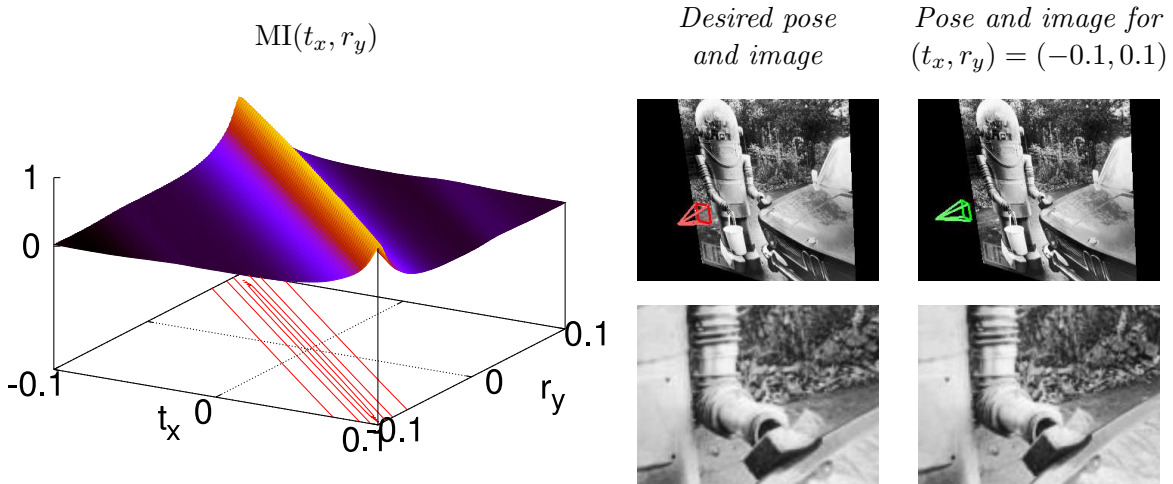 MI(t_x, r_y)
1
0
-0.1
0
0.1
t_x
-0.1
0
0.1
r_y
Desired pose
and image
Pose and image for
(t_x, r_y) = (−0.1, 0.1)